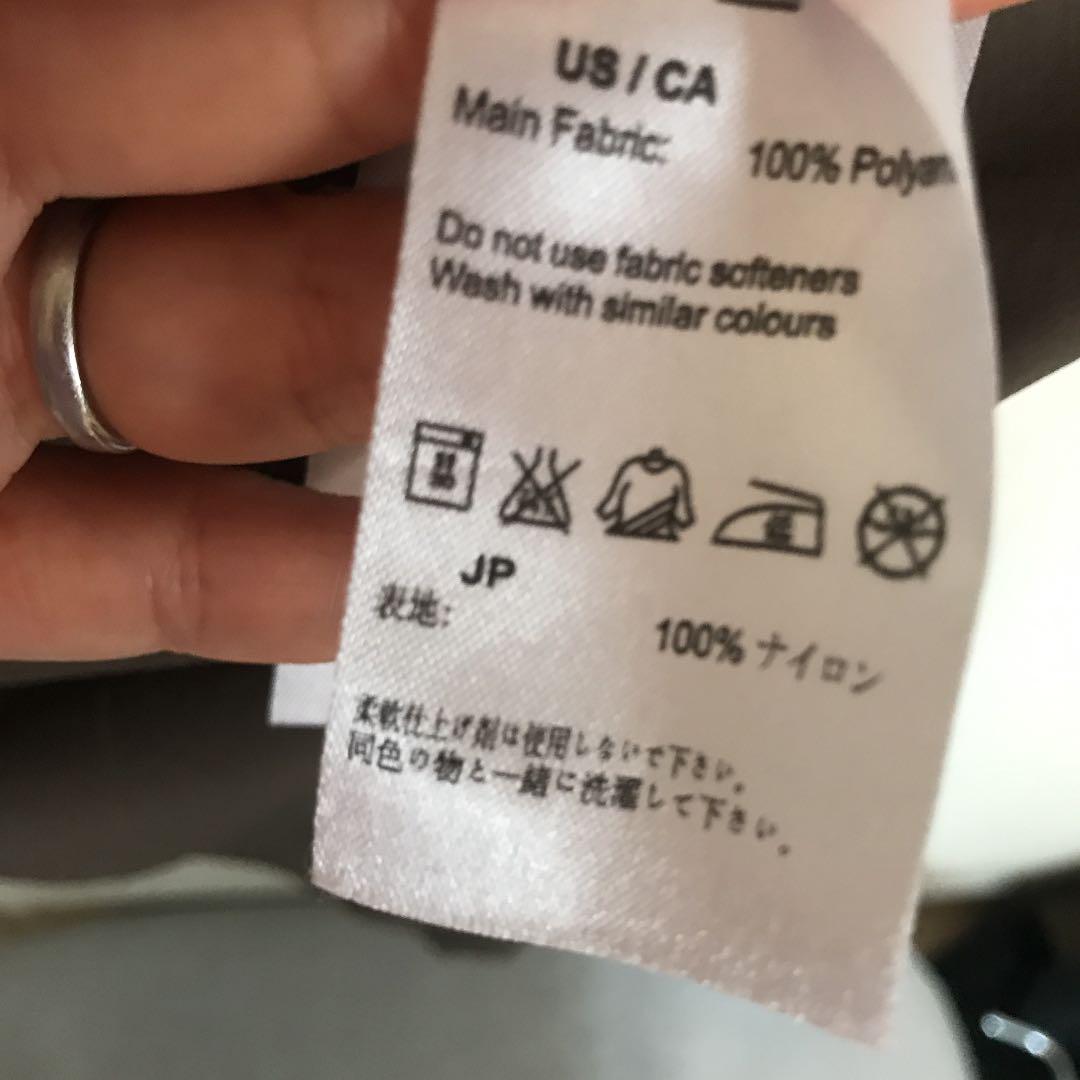 US / CA
Main Fabric: 100% Polyam
Do not use fabric softeners
Wash with similar colours
JP
表地: 100% ナイロン
柔軟仕上げ剤は使用しないで下さい。
同色の物と一緒に洗濯して下さい。